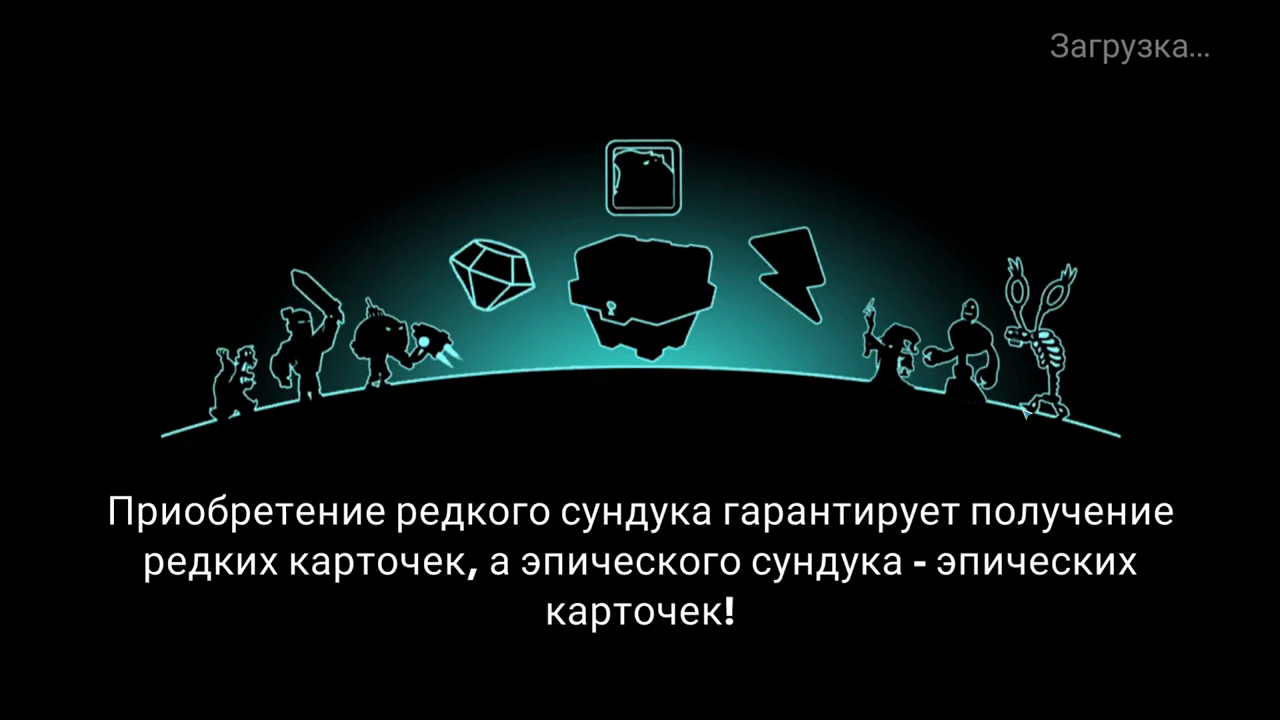 Загрузка...
Приобретение редкого сундука гарантирует получение
редких карточек, а эпического сундука - эпических
карточек!